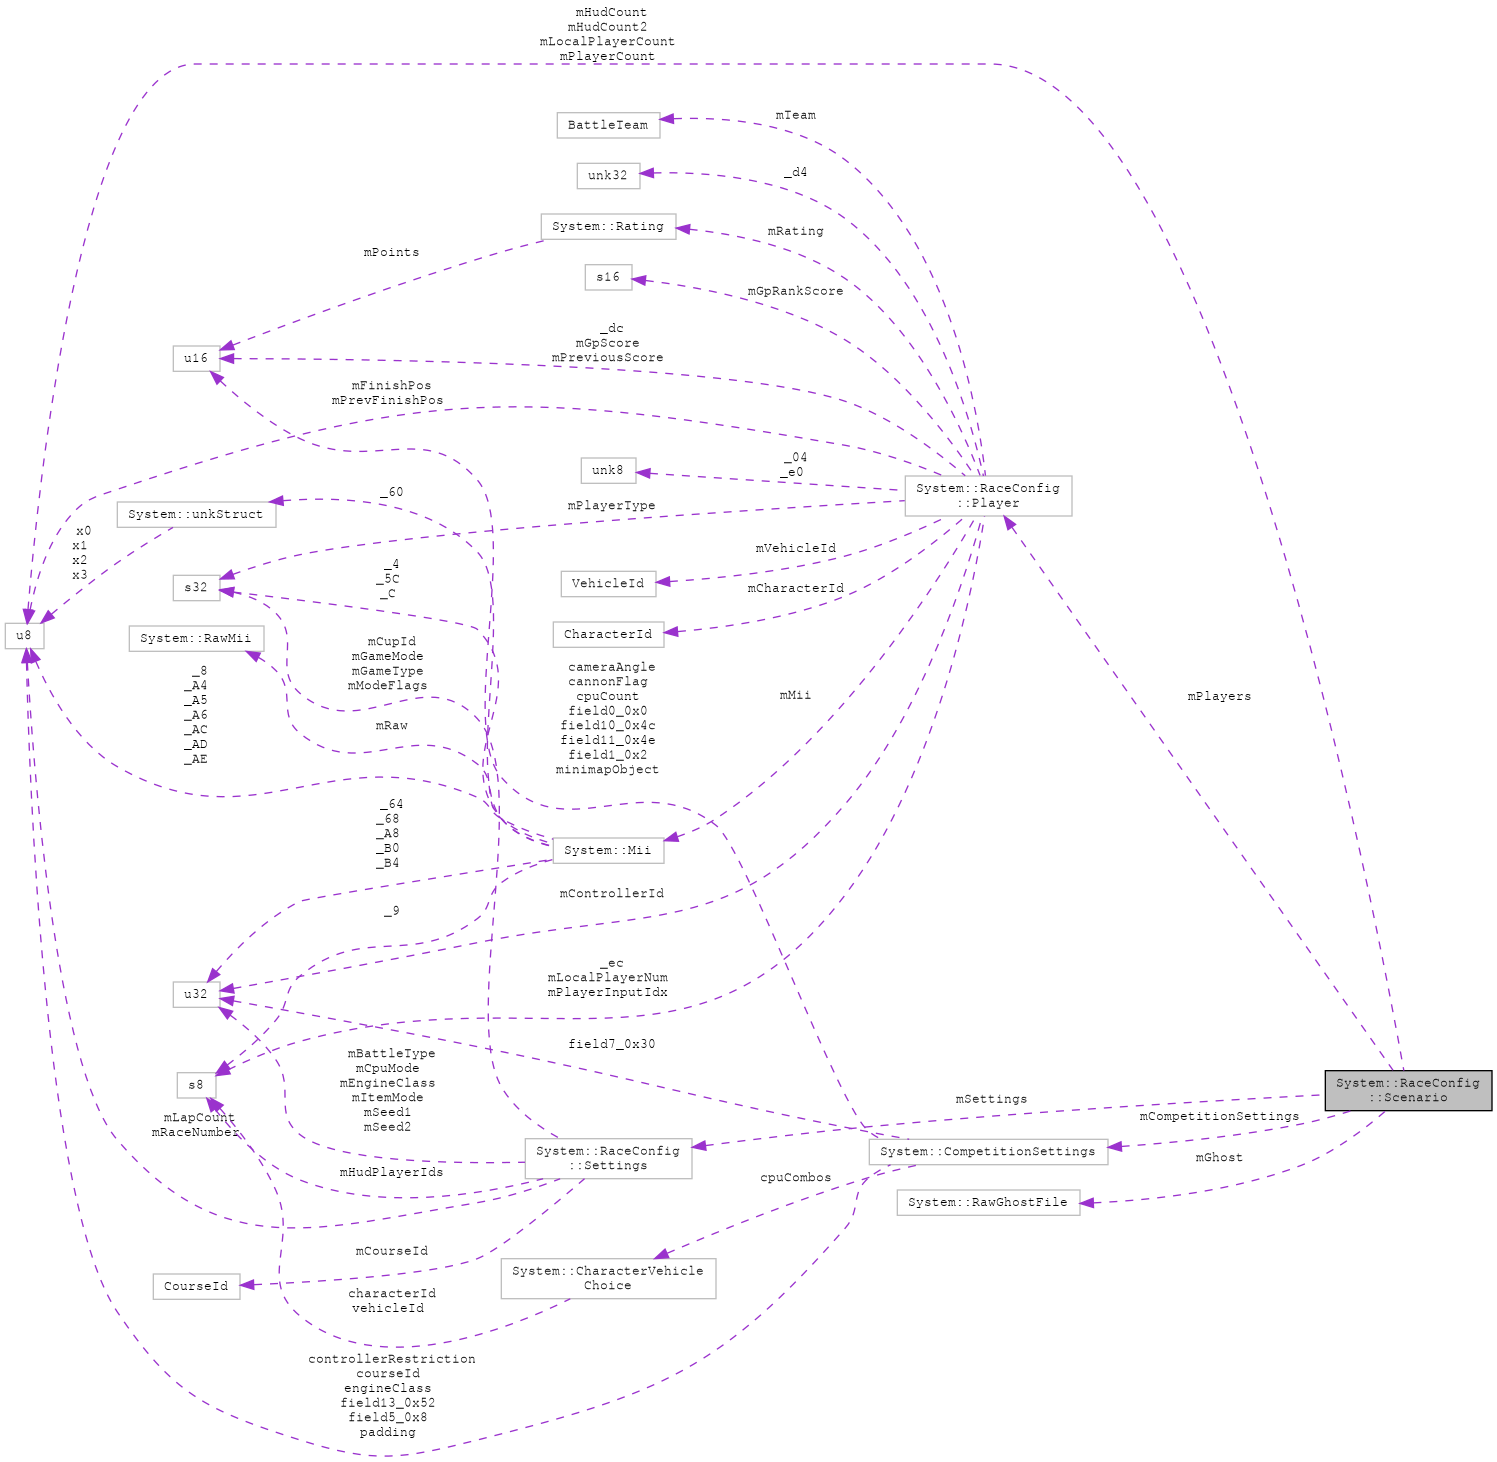 mHudCount
mHudCount2
mLocalPlayerCount
mPlayerCount
BattleTeam
mTeam
unk32
_d4
System::Rating
mRating
mPoints
s16
mGpRankScore
u16
_dc
mGpScore
mPreviousScore
mFinishPos
mPrevFinishPos
unk8
_04
_e0
System::RaceConfig
::Player
System::unkStruct
_60
mPlayerType
x0
x1
x2
x3
s32
_4
_5C
_C
VehicleId
mVehicleId
CharacterId
mCharacterId
u8
System::RawMii
mCupId
mGameMode
mGameType
mModeFlags
_8
_A4
_A5
_A6
_AC
_AD
_AE
mRaw
cameraAngle
cannonFlag
cpuCount
field0_0x0
field10_0x4c
field11_0x4e
field1_0x2
minimapObject
mMii
mPlayers
System::Mii
_64
_68
_A8
_B0
_B4
_9
mControllerId
u32
_ec
mLocalPlayerNum
mPlayerInputIdx
field7_0x30
s8
mBattleType
mCpuMode
mEngineClass
mItemMode
mSeed1
mSeed2
mLapCount
mRaceNumber
mHudPlayerIds
System::RaceConfig
::Settings
mSettings
System::RaceConfig
::Scenario
mCompetitionSettings
System::CompetitionSettings
mGhost
System::RawGhostFile
cpuCombos
mCourseId
CourseId
System::CharacterVehicle
Choice
characterId
vehicleId
controllerRestriction
courseId
engineClass
field13_0x52
field5_0x8
padding